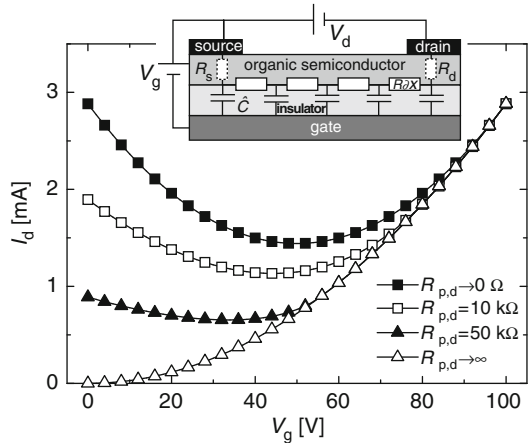 V_d
source
drain
R_s
organic semiconductor
R_d
V_g
R∂x
Ĉ
insulator
gate
3
2
1
0
I_d [mA]
R_p,d→0 Ω
R_p,d=10 kΩ
R_p,d=50 kΩ
R_p,d→∞
0 20 40 60 80 100
V_g [V]